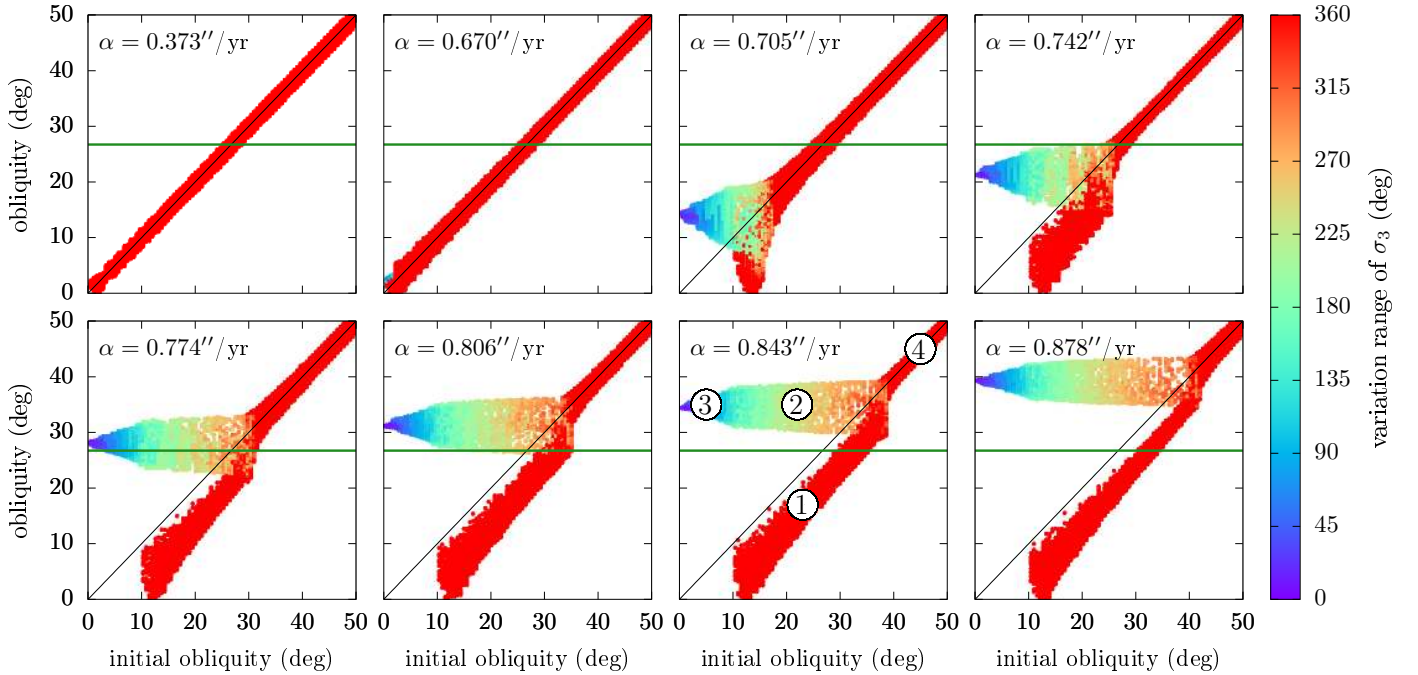 50 α = 0.373′′/yr α = 0.670′′/yr α = 0.705′′/yr α = 0.742′′/yr 360
40
30
20
10
0
obliquity (deg)
50 α = 0.774′′/yr α = 0.806′′/yr α = 0.843′′/yr α = 0.878′′/yr
40
30
20
10
0
obliquity (deg)
3 2 1 4
0 10 20 30 40 50 0 10 20 30 40 50 0 10 20 30 40 50 0 10 20 30 40 50
initial obliquity (deg) initial obliquity (deg) initial obliquity (deg) initial obliquity (deg)
315
270
225
180
135
90
45
0
variation range of σ3 (deg)